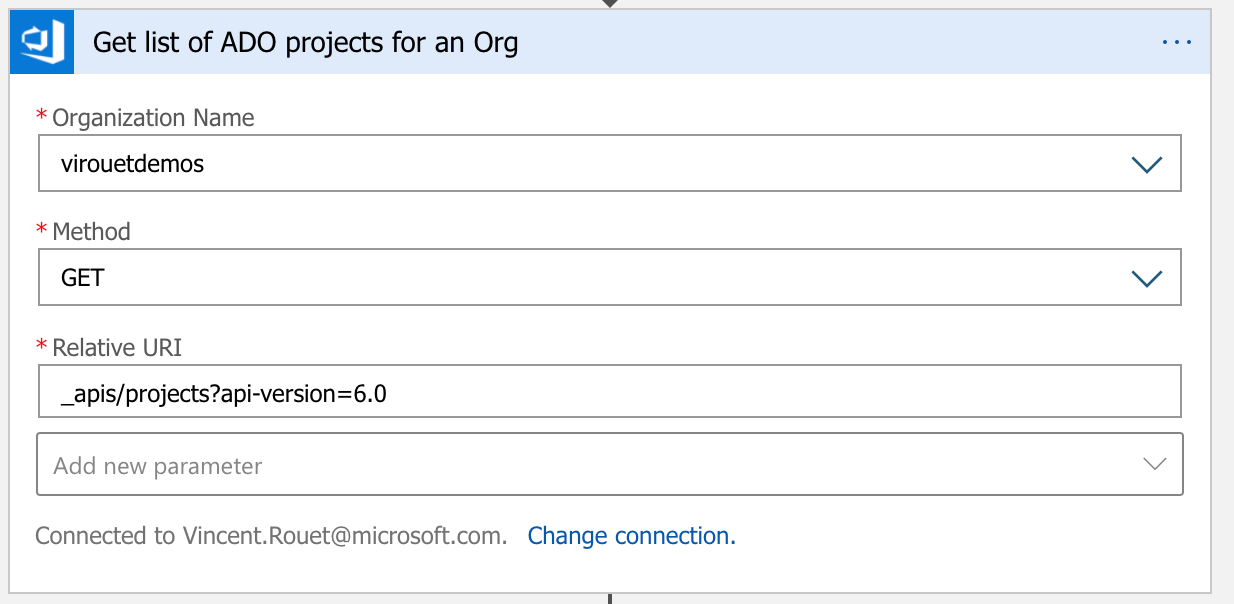 Get list of ADO projects for an Org
* Organization Name
virouetdemos
* Method
GET
* Relative URI
_apis/projects?api-version=6.0
Add new parameter
Connected to Vincent.Rouet@microsoft.com. Change connection.